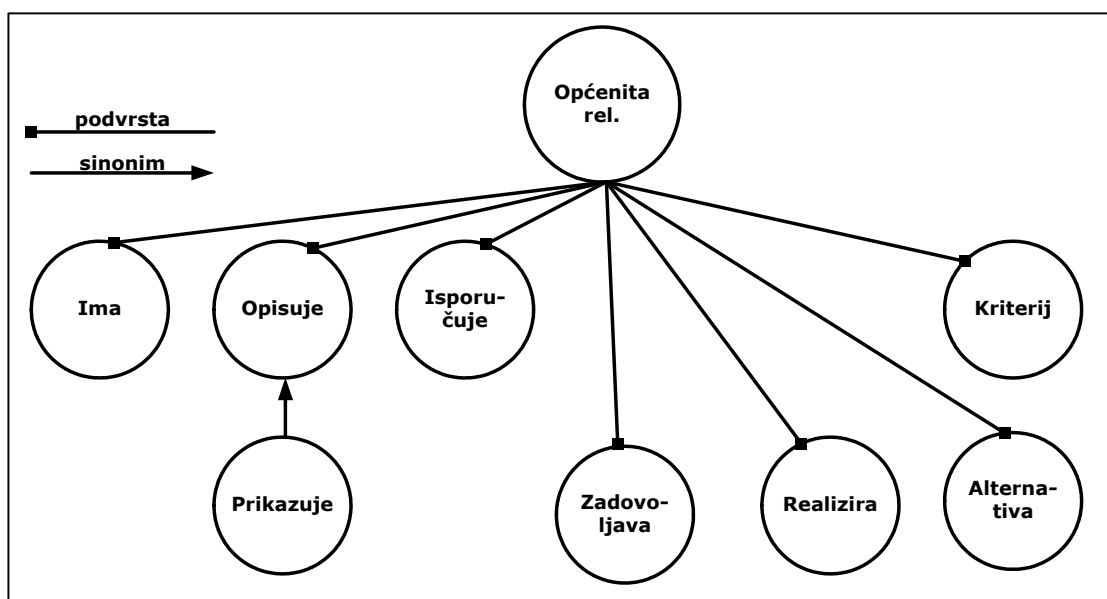 Općenita
rel.
podvrsta
sinonim
Ima
Opisuje
Isporu-
čuje
Kriterij
Prikazuje
Zadovo-
ljava
Realizira
Alterna-
tiva